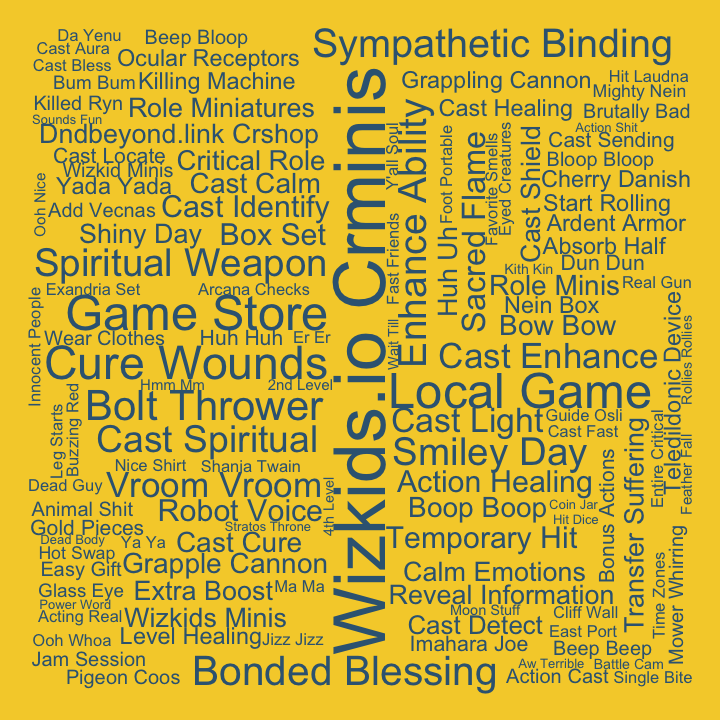 Da Yenu
Beep Bloop
Sympathetic Binding
Cast Aura
Ocular Receptors
Cast Bless
Bum Bum
Killing Machine
Grappling Cannon
Hit Laudna
Mighty Nein
Killed Ryn
Role Miniatures
Cast Healing
Brutally Bad
Sounds Fun
Dndbeyond.link Crshop
Action Shit
Cast Sending
Cast Locate
Critical Role
Bloop Bloop
Wizkid Minis
Yada Yada
Cast Calm
Cherry Danish
Ooh Nice
Add Vecnas
Cast Identify
Start Rolling
Shiny Day
Box Set
Ardent Armor
Absorb Half
Spiritual Weapon
Dun Dun
Kith Kin
Exandria Set
Arcana Checks
Role Minis
Real Gun
Game Store
Nein Box
Wear Clothes
Huh Huh
Er Er
Bow Bow
Innocent People
Cure Wounds
Cast Enhance
Hmm Mm
2nd Level
Local Game
Bolt Thrower
Cast Light
Guide Osli
Leg Starts
Buzzing Red
Cast Spiritual
Cast Fast
Smiley Day
Nice Shirt
Shania Twain
Dead Guy
Vroom Vroom
Action Healing
Animal Shit
Robot Voice
Boop Boop
Coin Jar
Gold Pieces
Stratos Throne
4th Level
Hit Dice
Dead Body
Ya Ya
Cast Cure
Temporary Hit
Hot Swap
Easy Gift
Grapple Cannon
Calm Emotions
Glass Eye
Extra Boost
Ma Ma
Reveal Information
Power Word
Acting Real
Wizkids Minis
Moon Stuff
Cliff Wall
Cast Detect
East Port
Ooh Whoa
Level Healing
Jizz Jizz
Imahara Joe
Beep Beep
Jam Session
Bonded Blessing
Aw Terrible
Battle Cam
Pigeon Coos
Action Cast
Single Bite
Wizkids.io Crminis
Y'all Soul
Fast Friends
Wait Till
Enhance Ability
Foot Portable
Huh Uh
Sacred Flame
Favorite Smells
Eyed Creatures
Cast Shield
Bonus Actions
Transfer Suffering
Entire Critical
Teledildonic Device
Rollies Rollies
Feather Fall
Time Zones
Mower Whirring